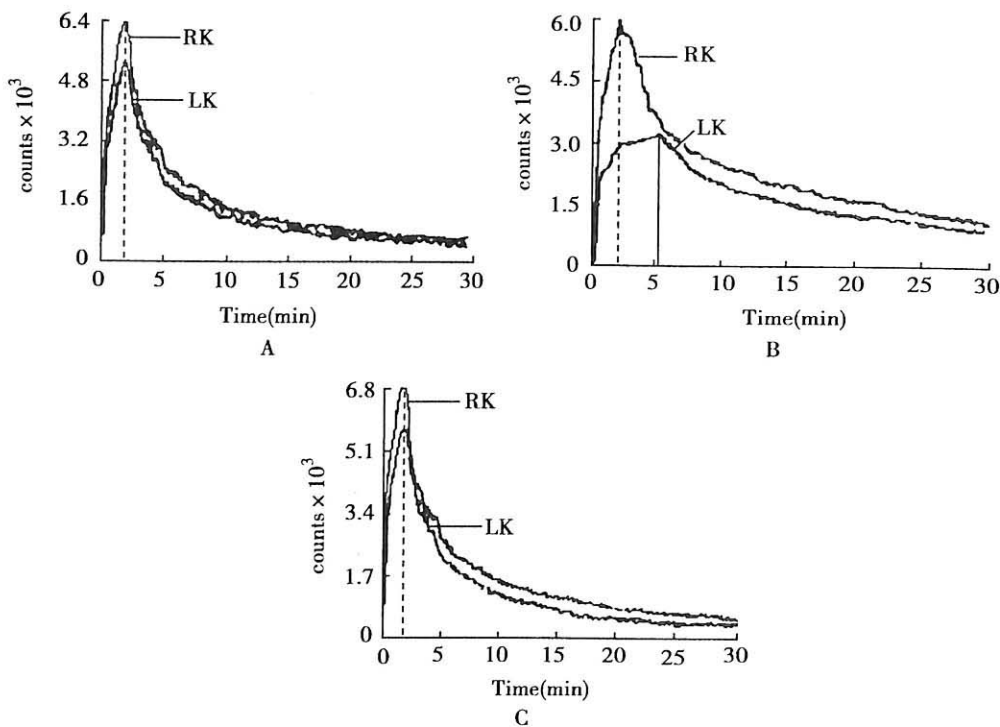 6.4
4.8
3.2
1.6
0
counts × 10³
RK
LK
0 5 10 15 20 25 30
Time(min)
A
6.0
4.5
3.0
1.5
0
counts × 10³
RK
LK
0 5 10 15 20 25 30
Time(min)
B
6.8
5.1
3.4
1.7
0
counts × 10³
RK
LK
0 5 10 15 20 25 30
Time(min)
C